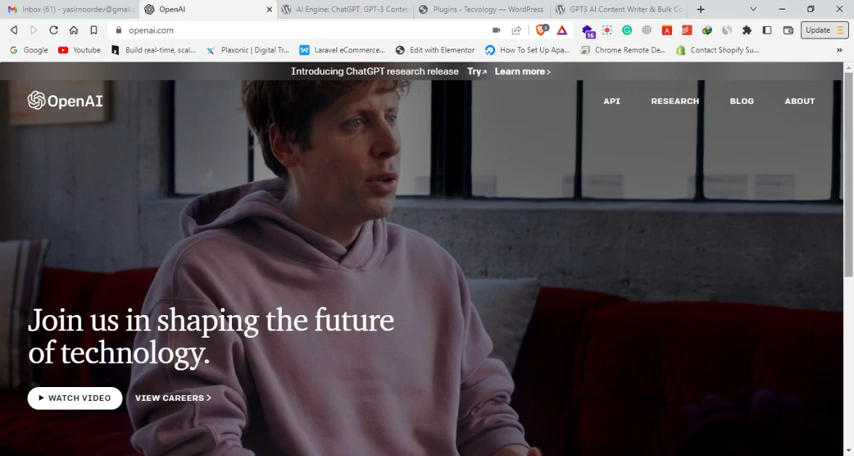 Inbox (61) - yasirnoordev@gmail.
OpenAI
AI Engine: ChatGPT, GPT-3 Conten
Plugins ‹ Tecvology — WordPress
GPT3 AI Content Writer & Bulk Co
openai.com
16
Update
Google
Youtube
Build real-time, scal...
Plaxonic | Digital Tr...
Laravel eCommerce...
Edit with Elementor
How To Set Up Apa...
Chrome Remote De...
Contact Shopify Su...
Introducing ChatGPT research release Try↗ Learn more ›
OpenAI
API RESEARCH BLOG ABOUT
Join us in shaping the future
of technology.
WATCH VIDEO VIEW CAREERS >